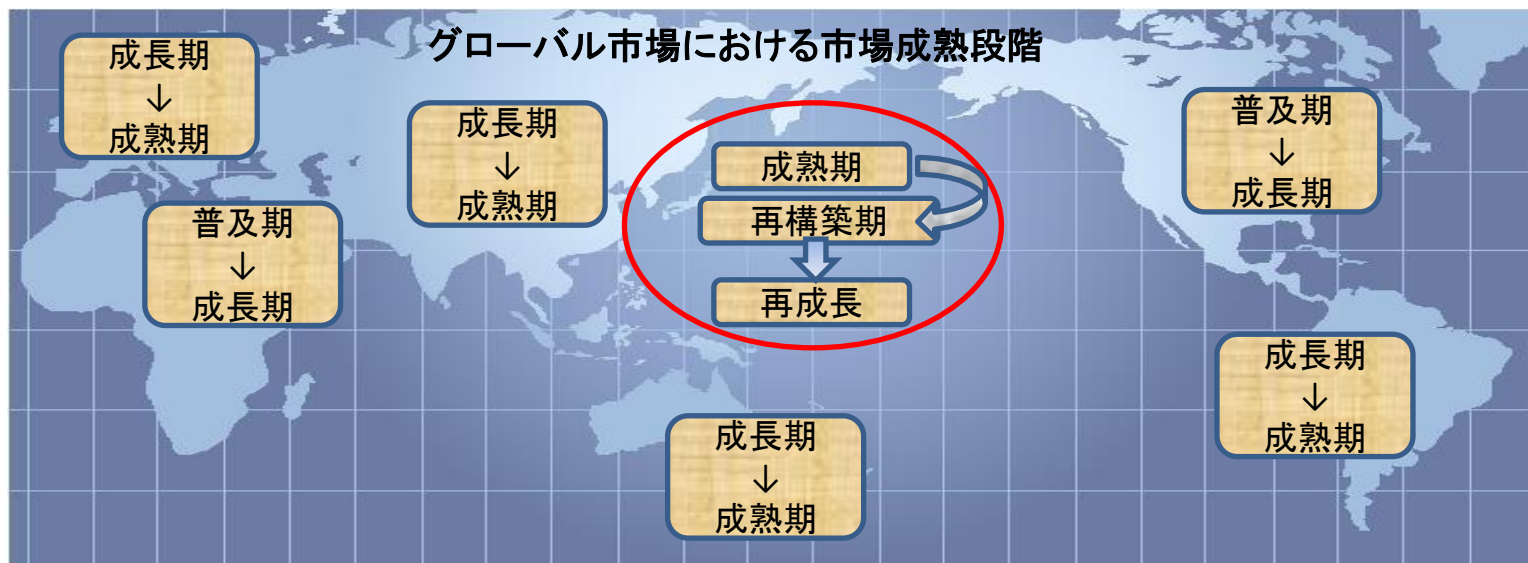 グローバル市場における市場成熟段階
成長期
↓
成熟期
普及期
↓
成長期
成長期
↓
成熟期
成熟期
再構築期
再成長
成長期
↓
成熟期
普及期
↓
成長期
成長期
↓
成熟期